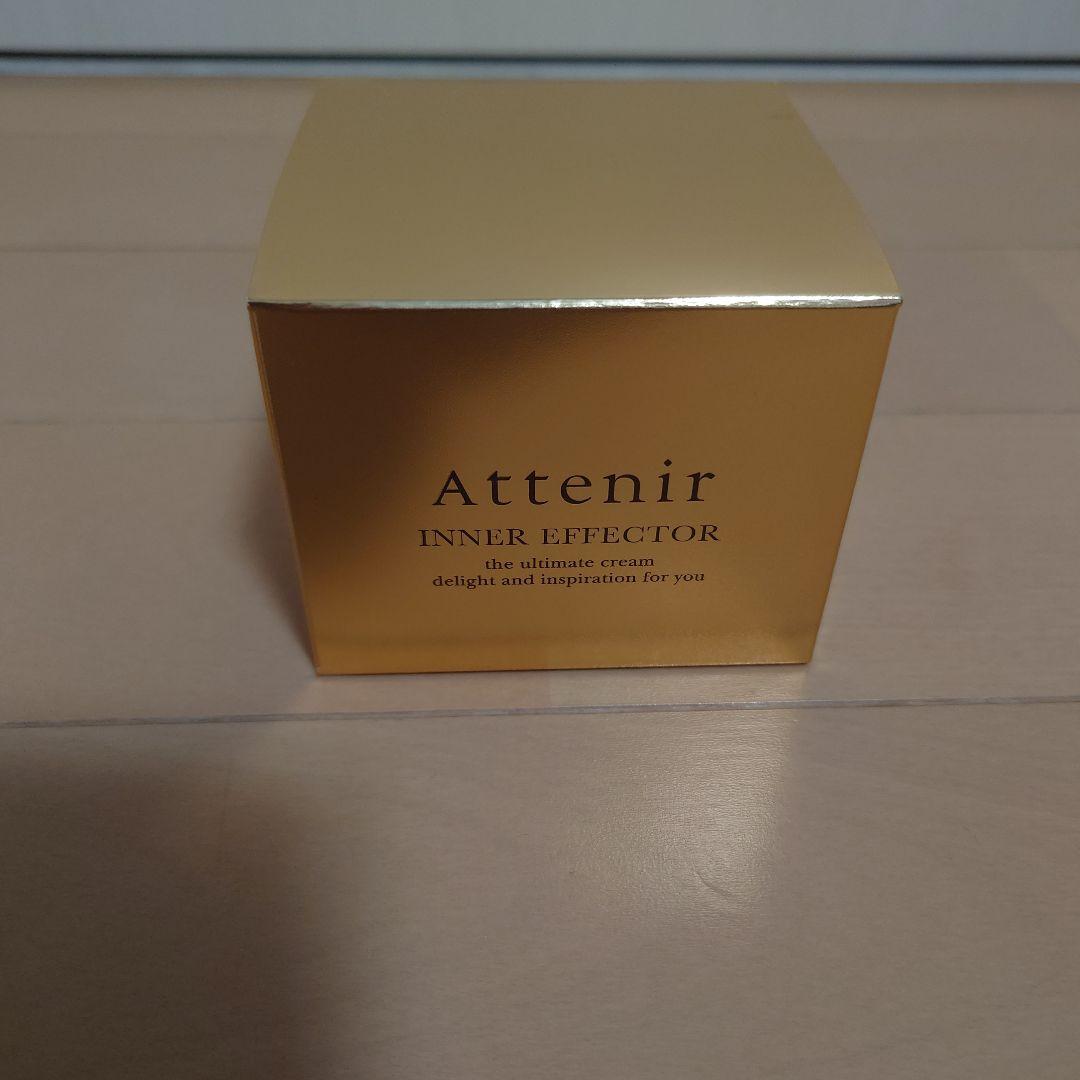 Attenir
INNER EFFECTOR
the ultimate cream
delight and inspiration for you